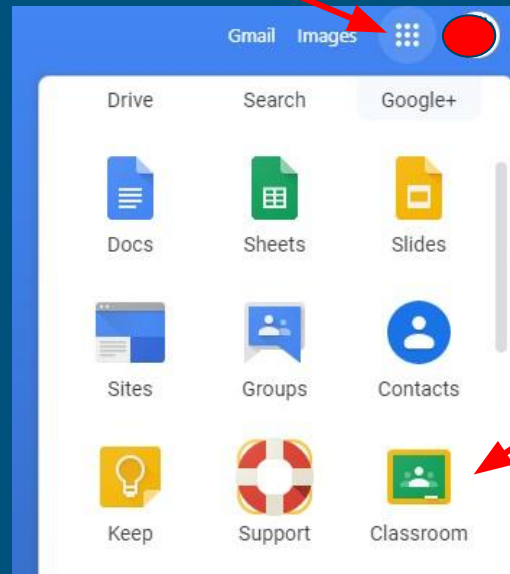 Gmail Images
Drive Search Google+
Docs Sheets Slides
Sites Groups Contacts
Keep Support Classroom